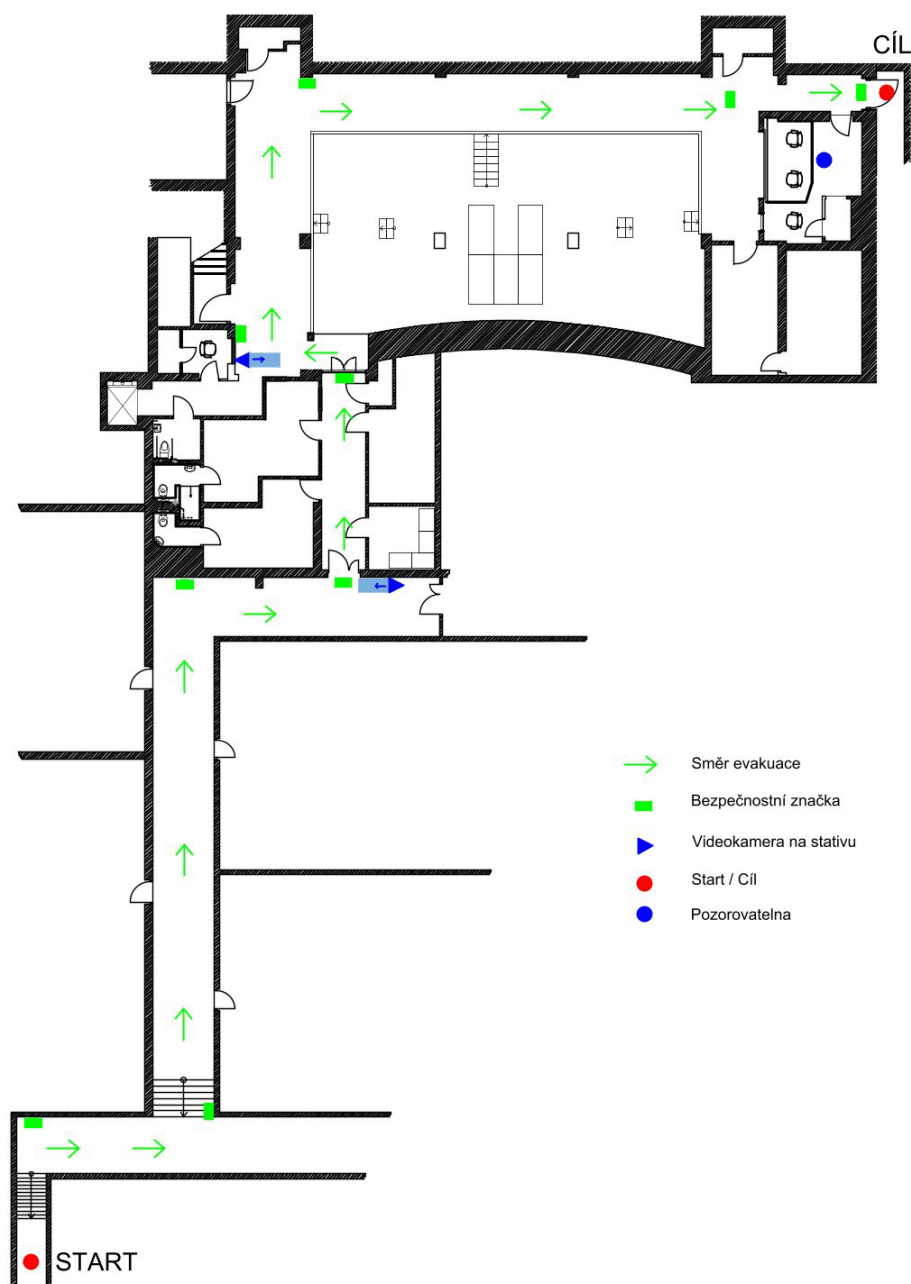 CÍL
Směr evakuace
Bezpečnostní značka
Videokamera na stativu
Start / Cíl
Pozorovatelna
START